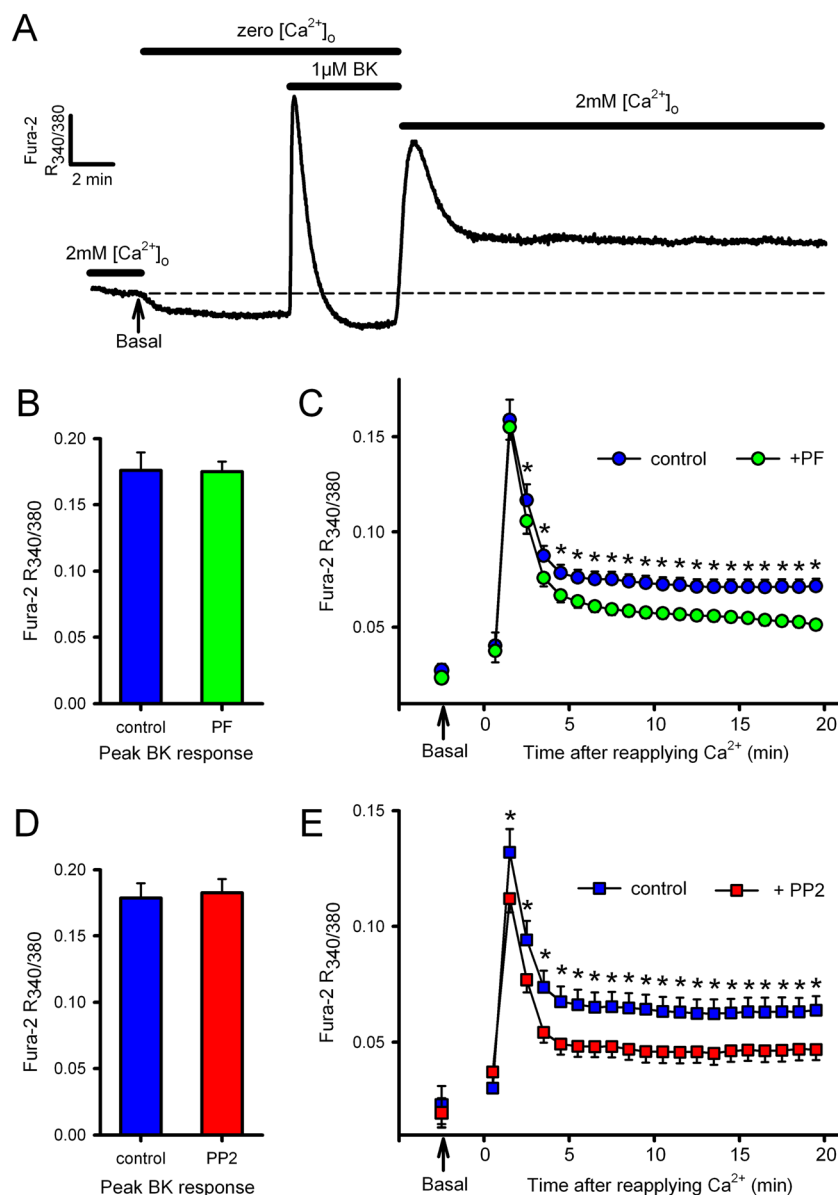 A
zero [Ca²⁺]ₒ
1μM BK
2mM [Ca²⁺]ₒ
Fura-2
R340/380
2 min
2mM [Ca²⁺]ₒ
Basal
B
0.20
0.15
0.10
0.05
0.00
Fura-2 R340/380
control
PF
Peak BK response
C
0.15
0.10
0.05
Fura-2 R340/380
control
+PF
* * * * * * * * * * * * * * * * * *
0
5
10
15
20
Basal
Time after reapplying Ca²⁺ (min)
D
0.20
0.15
0.10
0.05
0.00
Fura-2 R340/380
control
PP2
Peak BK response
E
0.15
0.10
0.05
Fura-2 R340/380
control
+ PP2
* * * * * * * * * * * * * * * * * * *
0
5
10
15
20
Basal
Time after reapplying Ca²⁺ (min)